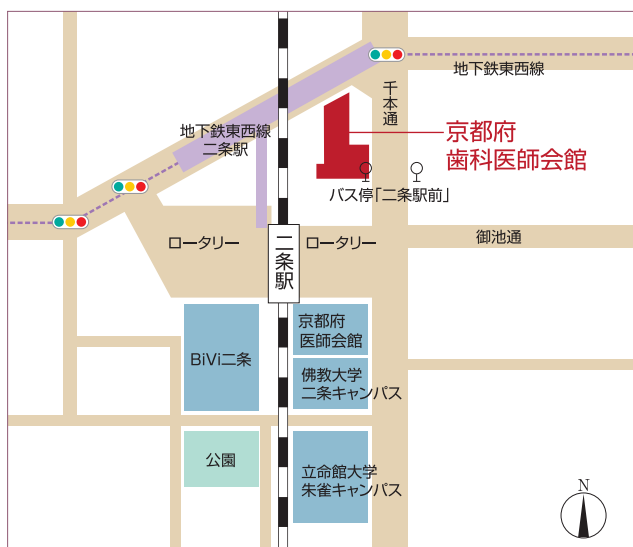 地下鉄東西線
千本通
京都府
歯科医師会館
地下鉄東西線
二条駅
バス停「二条駅前」
ロータリー
二条駅
ロータリー
御池通
京都府
医師会館
BiVi二条
佛教大学
二条キャンパス
公園
立命館大学
朱雀キャンパス
N